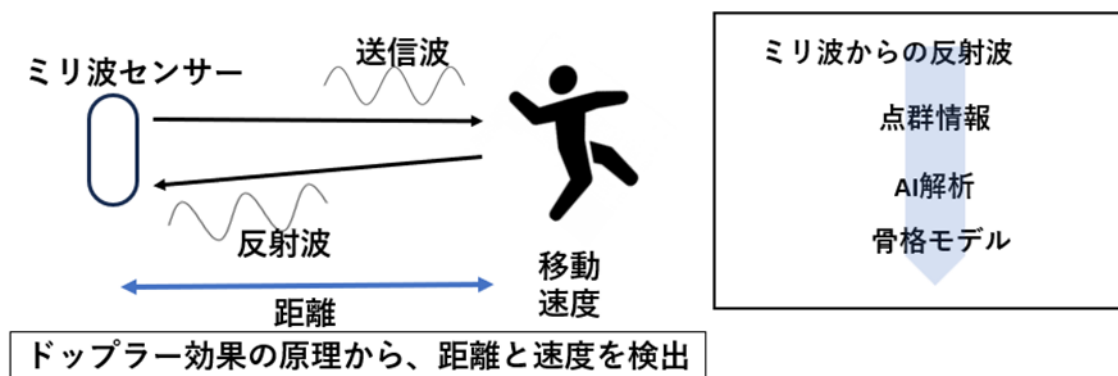 送信波
ミリ波センサー
反射波
移動
速度
距離
ドップラー効果の原理から、距離と速度を検出
ミリ波からの反射波
点群情報
AI解析
骨格モデル